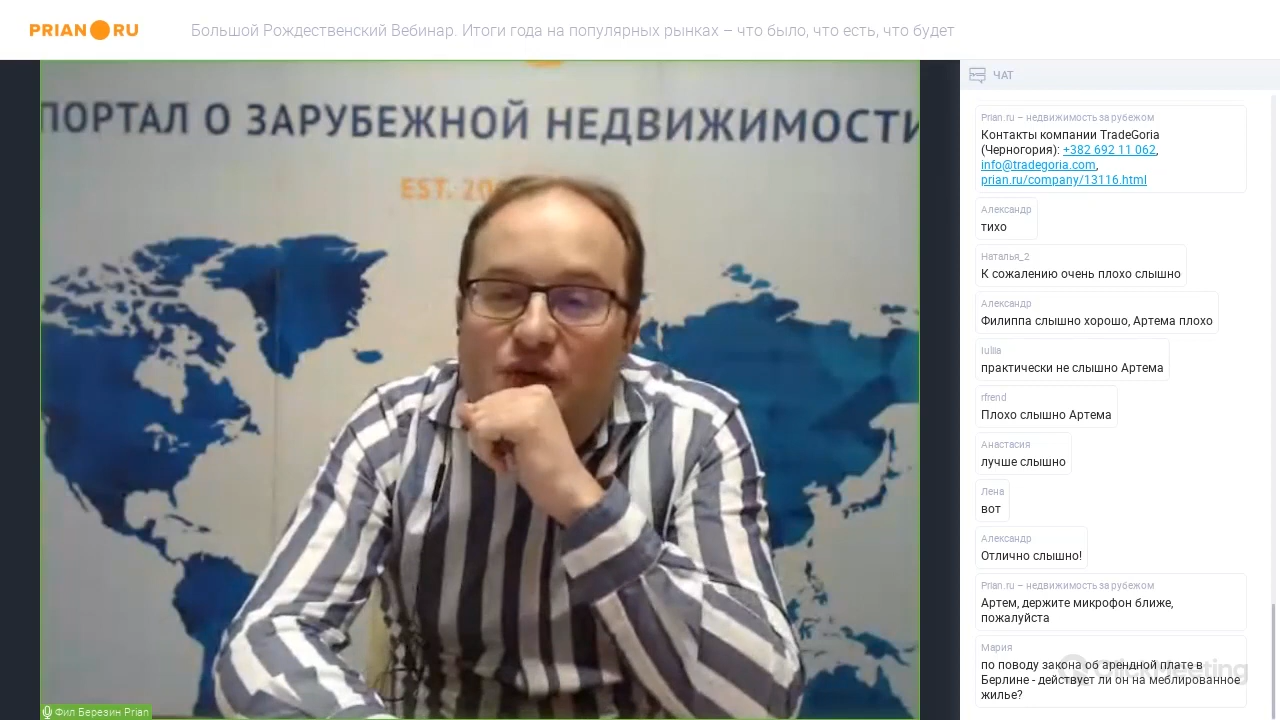 PRIAN RU
Большой Рождественский Вебинар. Итоги года на популярных рынках – что было, что есть, что будет
ПОРТАЛ О ЗАРУБЕЖНОЙ НЕДВИЖИМОСТИ
EST.
Фил Березин Prian
ЧАТ
Prian.ru – недвижимость за рубежом
Контакты компании TradeGoria
(Черногория): +382 692 11 062,
info@tradegoria.com,
prian.ru/company/13116.html
Александр
тихо
Наталья_2
К сожалению очень плохо слышно
Александр
Филиппа слышно хорошо, Артема плохо
Iuliia
практически не слышно Артема
rfrend
Плохо слышно Артема
Анастасия
лучше слышно
Лена
вот
Александр
Отлично слышно!
Prian.ru – недвижимость за рубежом
Артем, держите микрофон ближе,
пожалуйста
Мария
по поводу закона об арендной плате в
Берлине - действует ли он на меблированное
жилье?